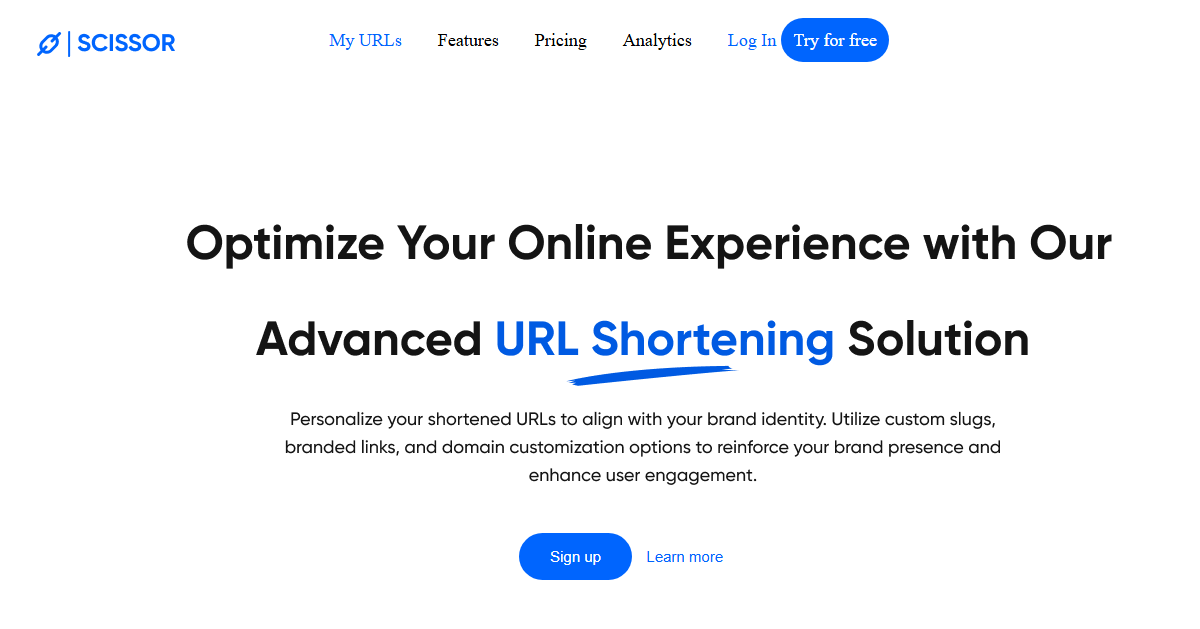 SCISSOR
My URLs Features Pricing Analytics Log In Try for free
Optimize Your Online Experience with Our
Advanced URL Shortening Solution
Personalize your shortened URLs to align with your brand identity. Utilize custom slugs,
branded links, and domain customization options to reinforce your brand presence and
enhance user engagement.
Sign up Learn more